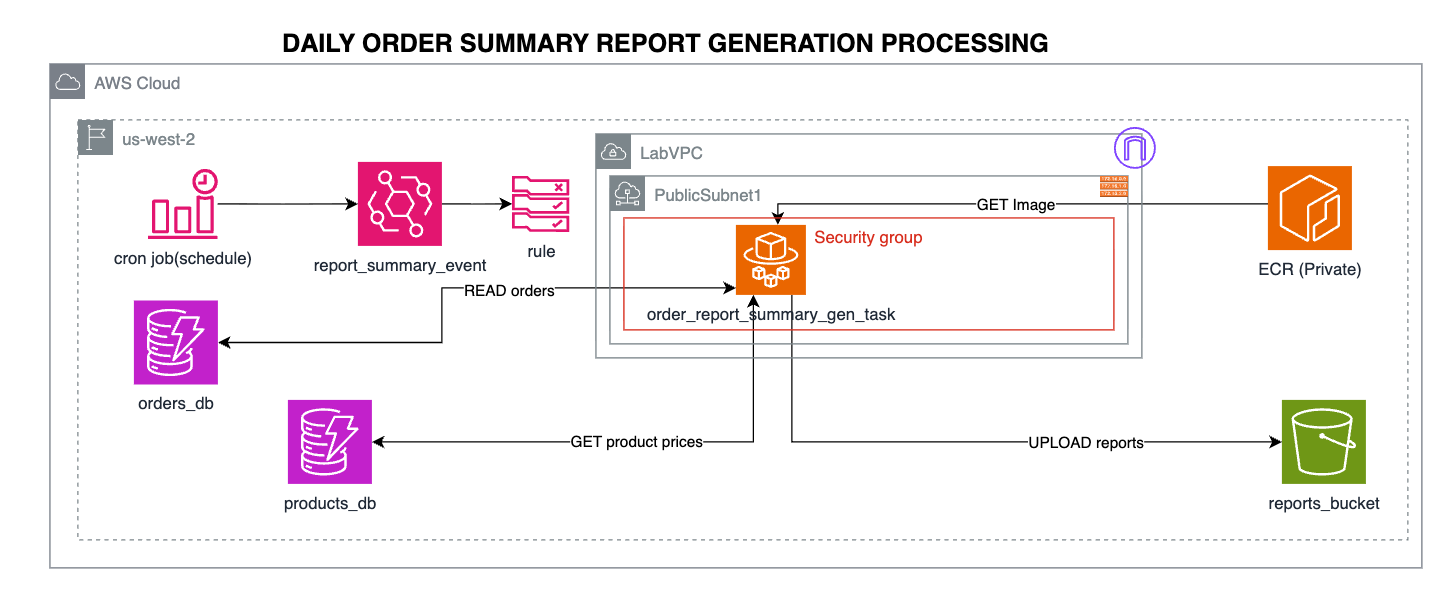 DAILY ORDER SUMMARY REPORT GENERATION PROCESSING
AWS Cloud
us-west-2
LabVPC
PublicSubnet1
GET Image
Security group
cron job(schedule)
report_summary_event
rule
ECR (Private)
READ orders
order_report_summary_gen_task
orders_db
GET product prices
UPLOAD reports
products_db
reports_bucket